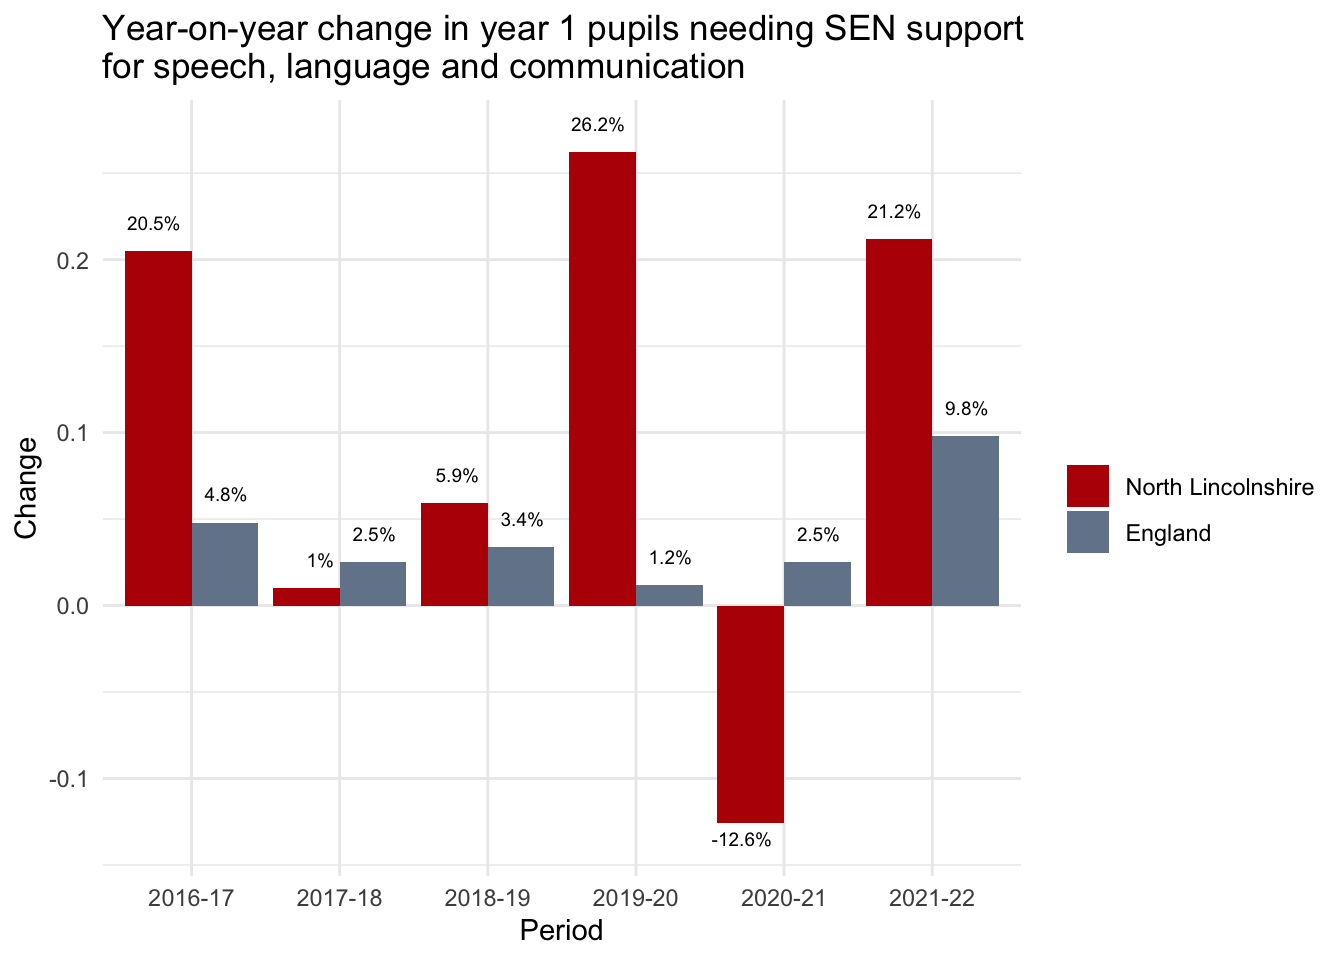 Year-on-year change in year 1 pupils needing SEN support
for speech, language and communication
26.2%
21.2%
20.5%
0.2
9.8%
0.1
Change
5.9%
4.8%
3.4%
2.5%
2.5%
1%
1.2%
North Lincolnshire
England
0.0
-0.1
-12.6%
2016-17 2017-18 2018-19 2019-20 2020-21 2021-22
Period